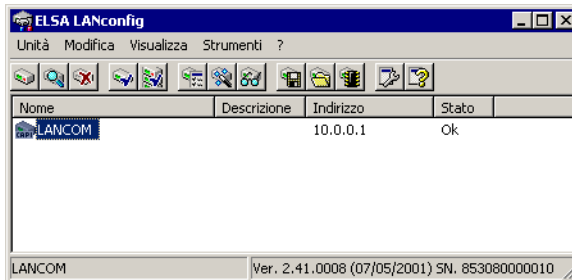 ELSA LANconfig
Unità Modifica Visualizza Strumenti ?
Nome Descrizione Indirizzo Stato
CAPI LANCOM 10.0.0.1 Ok
LANCOM Ver. 2.41.0008 (07/05/2001) SN. 853080000010